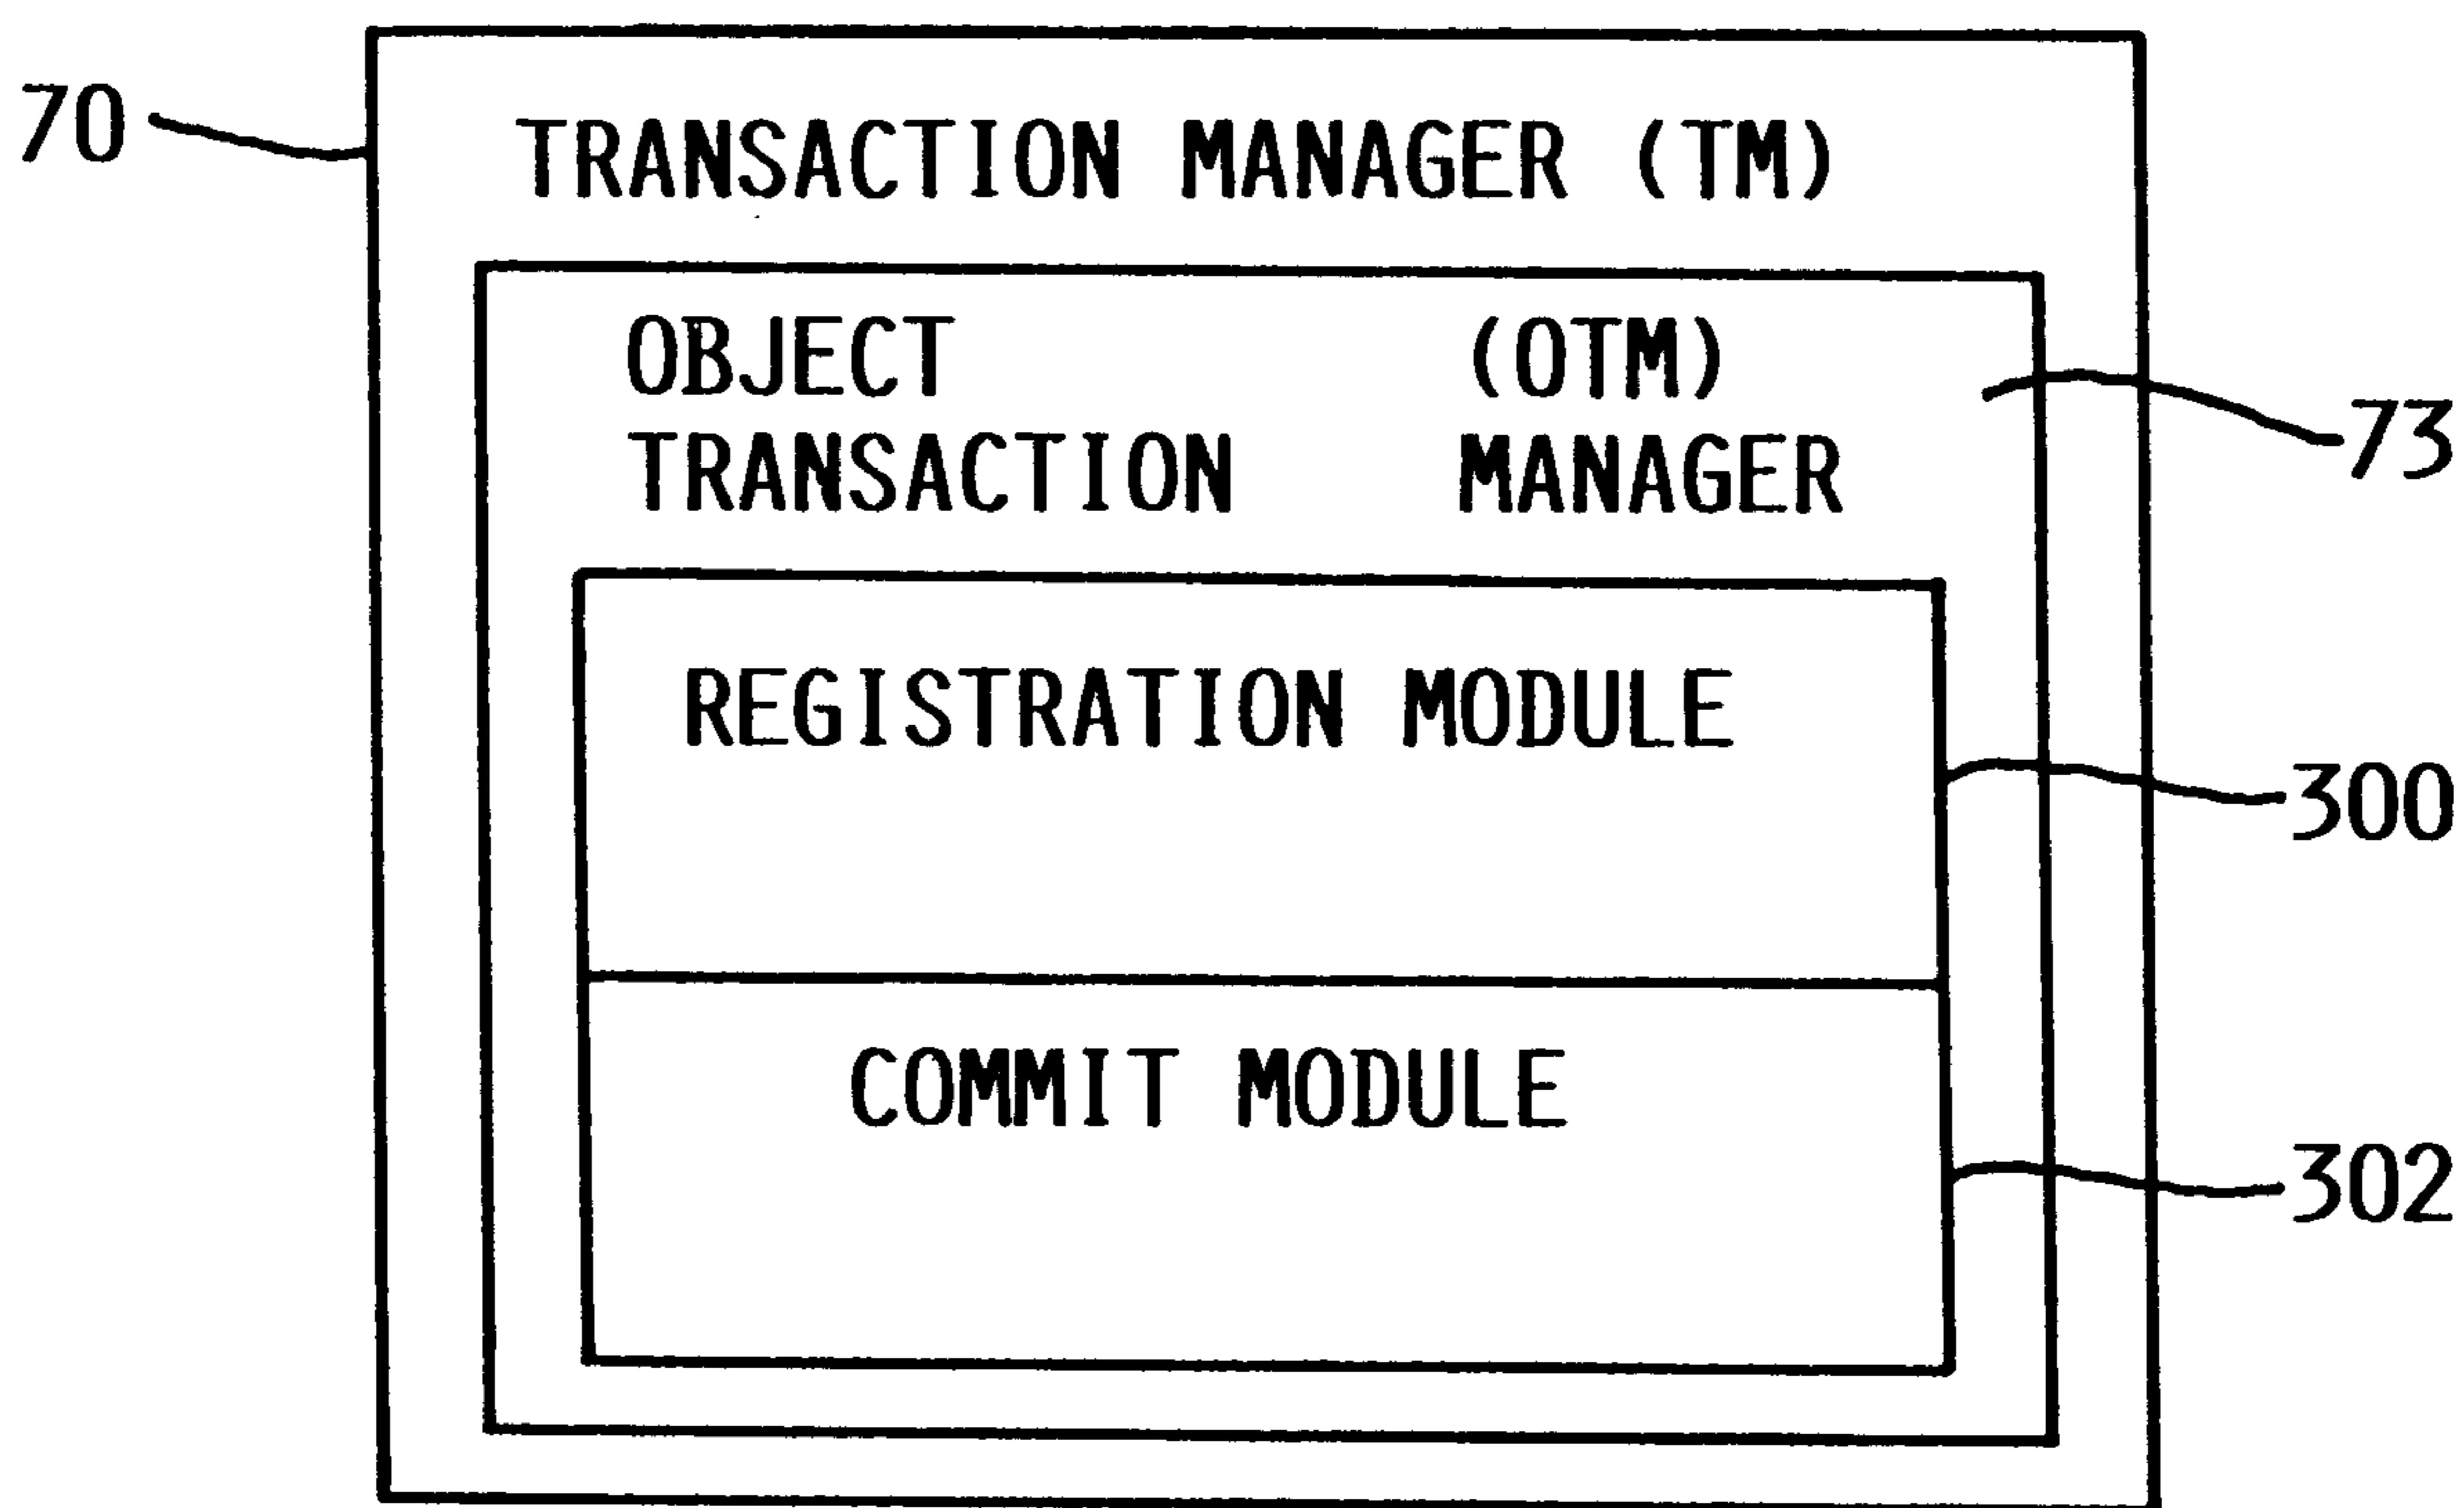 70
TRANSACTION MANAGER (TM)
OBJECT (OTM)
TRANSACTION MANAGER
73
REGISTRATION MODULE
300
COMMIT MODULE
302